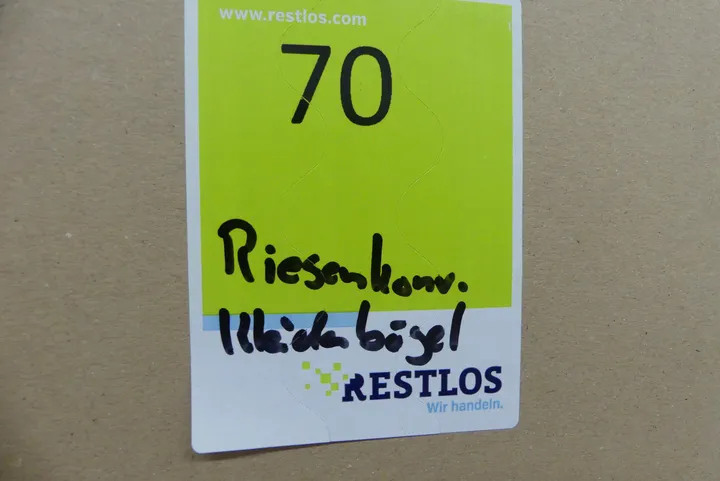 www.restlos.com
70
Riesenkonv.
Kleiderbügel
RESTLOS
Wir handeln.